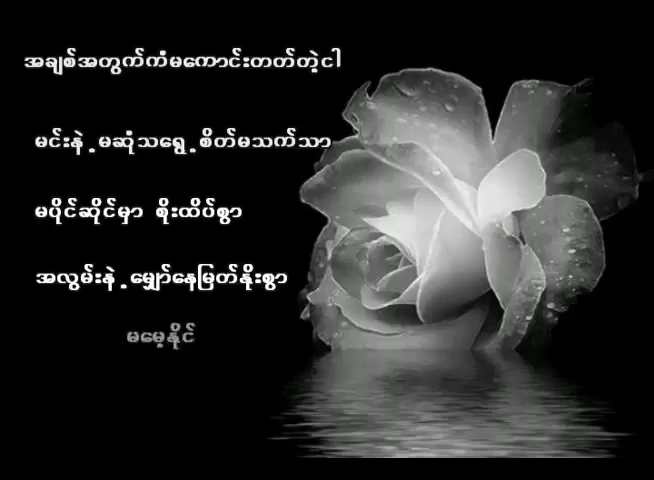 အချစ်အတွက်ကံမကောင်းတတ်တဲ့ငါ
မင်းနဲ့မဆုံသရွေ့စိတ်မသက်သာ
မပိုင်ဆိုင်မှာ စိုးထိပ်စွာ
အလွမ်းနဲ့မျှော်နေမြတ်နိုးစွာ
မမေ့နိုင်